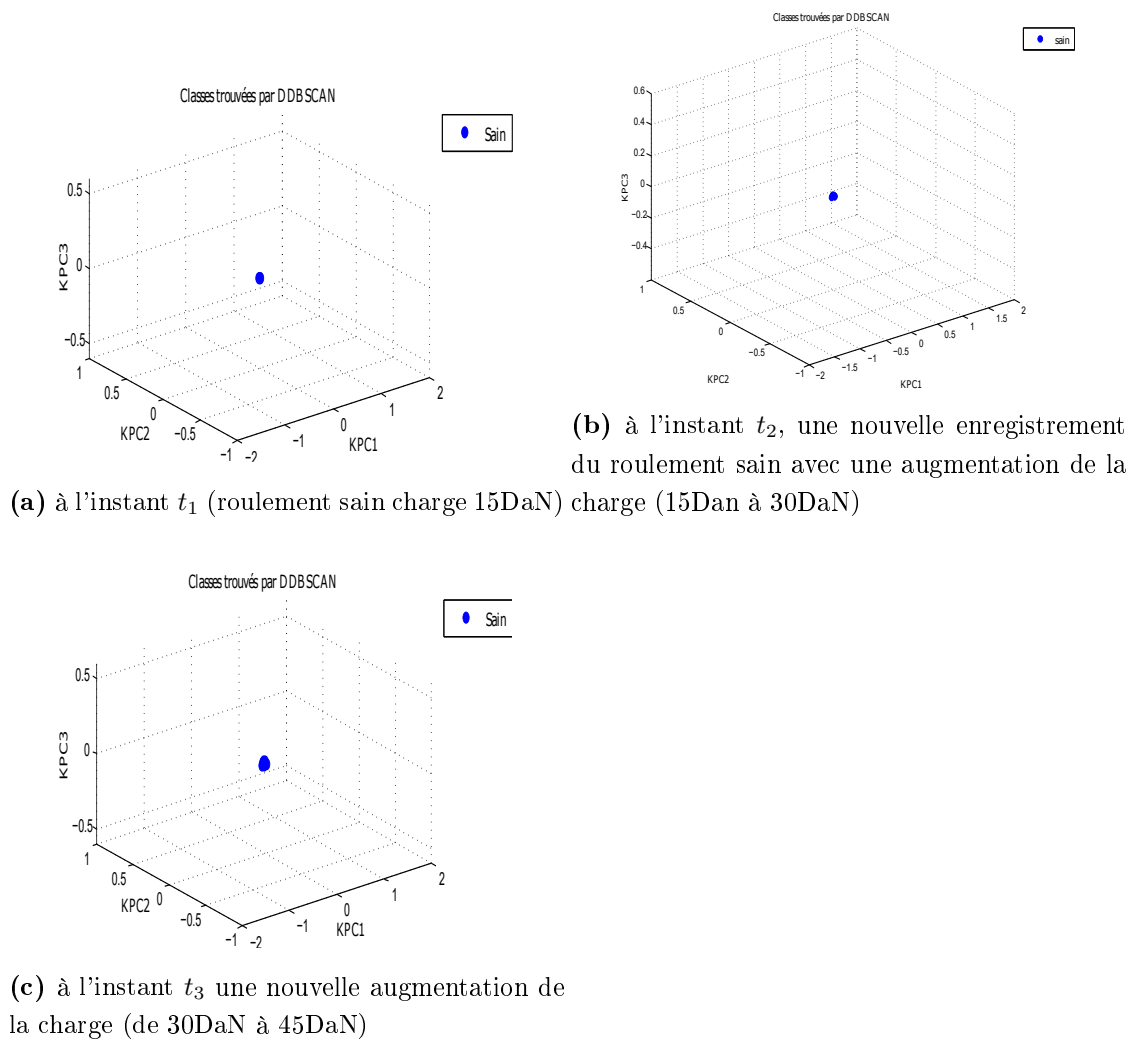 Classes trouvées par DDBSCAN
Sain
0.5
0
−0.5
KPC3
1
0.5
0
−0.5
−1
KPC2
−2
−1
0
1
2
KPC1
(a) à l'instant t1 (roulement sain charge 15DaN)
Classes trouvées par DDBSCAN
sain
0.6
0.4
0.2
0
−0.2
−0.4
KPC3
1
0.5
0
−0.5
−1
KPC2
−2
−1.5
−1
−0.5
0
0.5
1
1.5
2
KPC1
(b) à l'instant t2, une nouvelle enregistrement
du roulement sain avec une augmentation de la
charge (15Dan à 30DaN)
Classes trouvés par DDBSCAN
Sain
0.5
0
−0.5
KPC3
1
0.5
0
−0.5
−1
KPC2
−2
−1
0
1
2
KPC1
(c) à l'instant t3 une nouvelle augmentation de
la charge (de 30DaN à 45DaN)